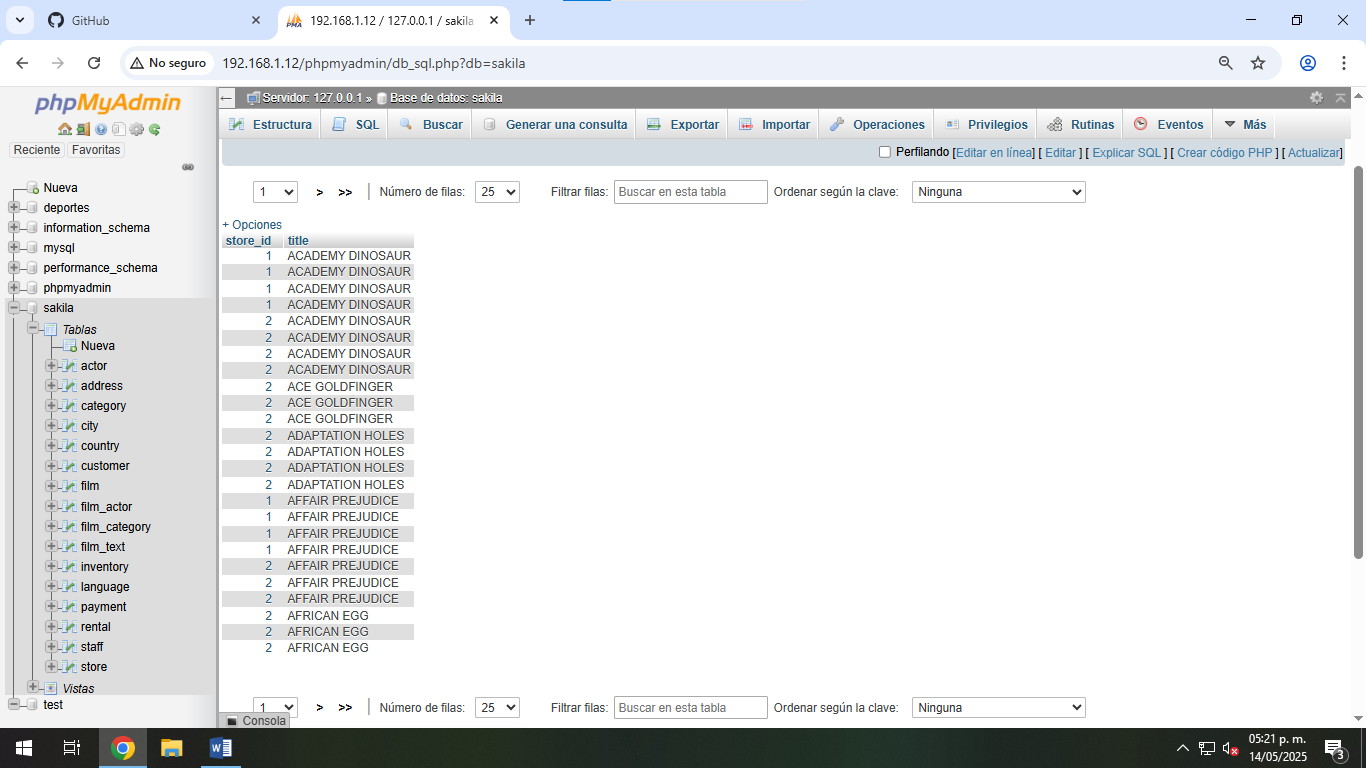 GitHub
192.168.1.12 / 127.0.0.1 / sakila
No seguro
192.168.1.12/phpmyadmin/db_sql.php?db=sakila
phpMyAdmin
Reciente Favoritas
Nueva
deportes
information_schema
mysql
performance_schema
phpmyadmin
sakila
Tablas
Nueva
actor
address
category
city
country
customer
film
film_actor
film_category
film_text
inventory
language
payment
rental
staff
store
Vistas
test
Servidor: 127.0.0.1 » Base de datos: sakila
Estructura SQL Buscar Generar una consulta Exportar Importar Operaciones Privilegios Rutinas Eventos Más
Perfilando [Editar en línea] [ Editar ] [ Explicar SQL ] [ Crear código PHP ] [ Actualizar]
1 > >> Número de filas: 25 Filtrar filas: Buscar en esta tabla Ordenar según la clave: Ninguna
+ Opciones
store_id title
1 ACADEMY DINOSAUR
1 ACADEMY DINOSAUR
1 ACADEMY DINOSAUR
1 ACADEMY DINOSAUR
2 ACADEMY DINOSAUR
2 ACADEMY DINOSAUR
2 ACADEMY DINOSAUR
2 ACADEMY DINOSAUR
2 ACE GOLDFINGER
2 ACE GOLDFINGER
2 ACE GOLDFINGER
2 ADAPTATION HOLES
2 ADAPTATION HOLES
2 ADAPTATION HOLES
2 ADAPTATION HOLES
1 AFFAIR PREJUDICE
1 AFFAIR PREJUDICE
1 AFFAIR PREJUDICE
1 AFFAIR PREJUDICE
2 AFFAIR PREJUDICE
2 AFFAIR PREJUDICE
2 AFFAIR PREJUDICE
2 AFRICAN EGG
2 AFRICAN EGG
2 AFRICAN EGG
1 > >> Número de filas: 25 Filtrar filas: Buscar en esta tabla Ordenar según la clave: Ninguna
Consola
05:21 p. m.
14/05/2025
3